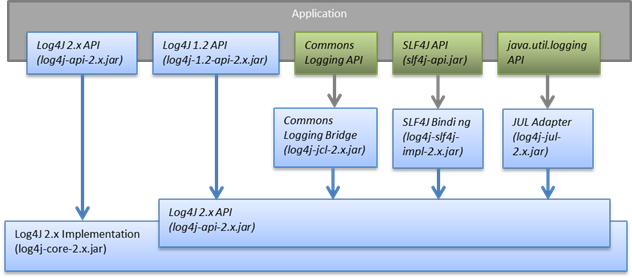 Application
Log4J 2.x API
(log4j-api-2.x.jar)
Log4J 1.2 API
(log4j-1.2-api-2.x.jar)
Commons
Logging API
SLF4J API
(slf4j-api.jar)
java.util.logging
API
Commons
Logging Bridge
(log4j-jcl-2.x.jar)
SLF4J Binding
(log4j-slf4j-
impl-2.x.jar)
JUL Adapter
(log4j-jul-
2.x.jar)
Log4J 2.x API
(log4j-api-2.x.jar)
Log4J 2.x Implementation
(log4j-core-2.x.jar)